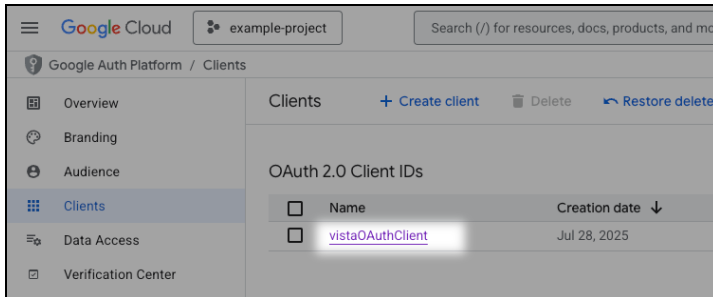 Google Cloud
example-project
Search (/) for resources, docs, products, and mo
Google Auth Platform / Clients
Overview
Branding
Audience
Clients
Data Access
Verification Center
Clients
+ Create client
Delete
Restore delete
OAuth 2.0 Client IDs
Name
Creation date
vistaOAuthClient
Jul 28, 2025